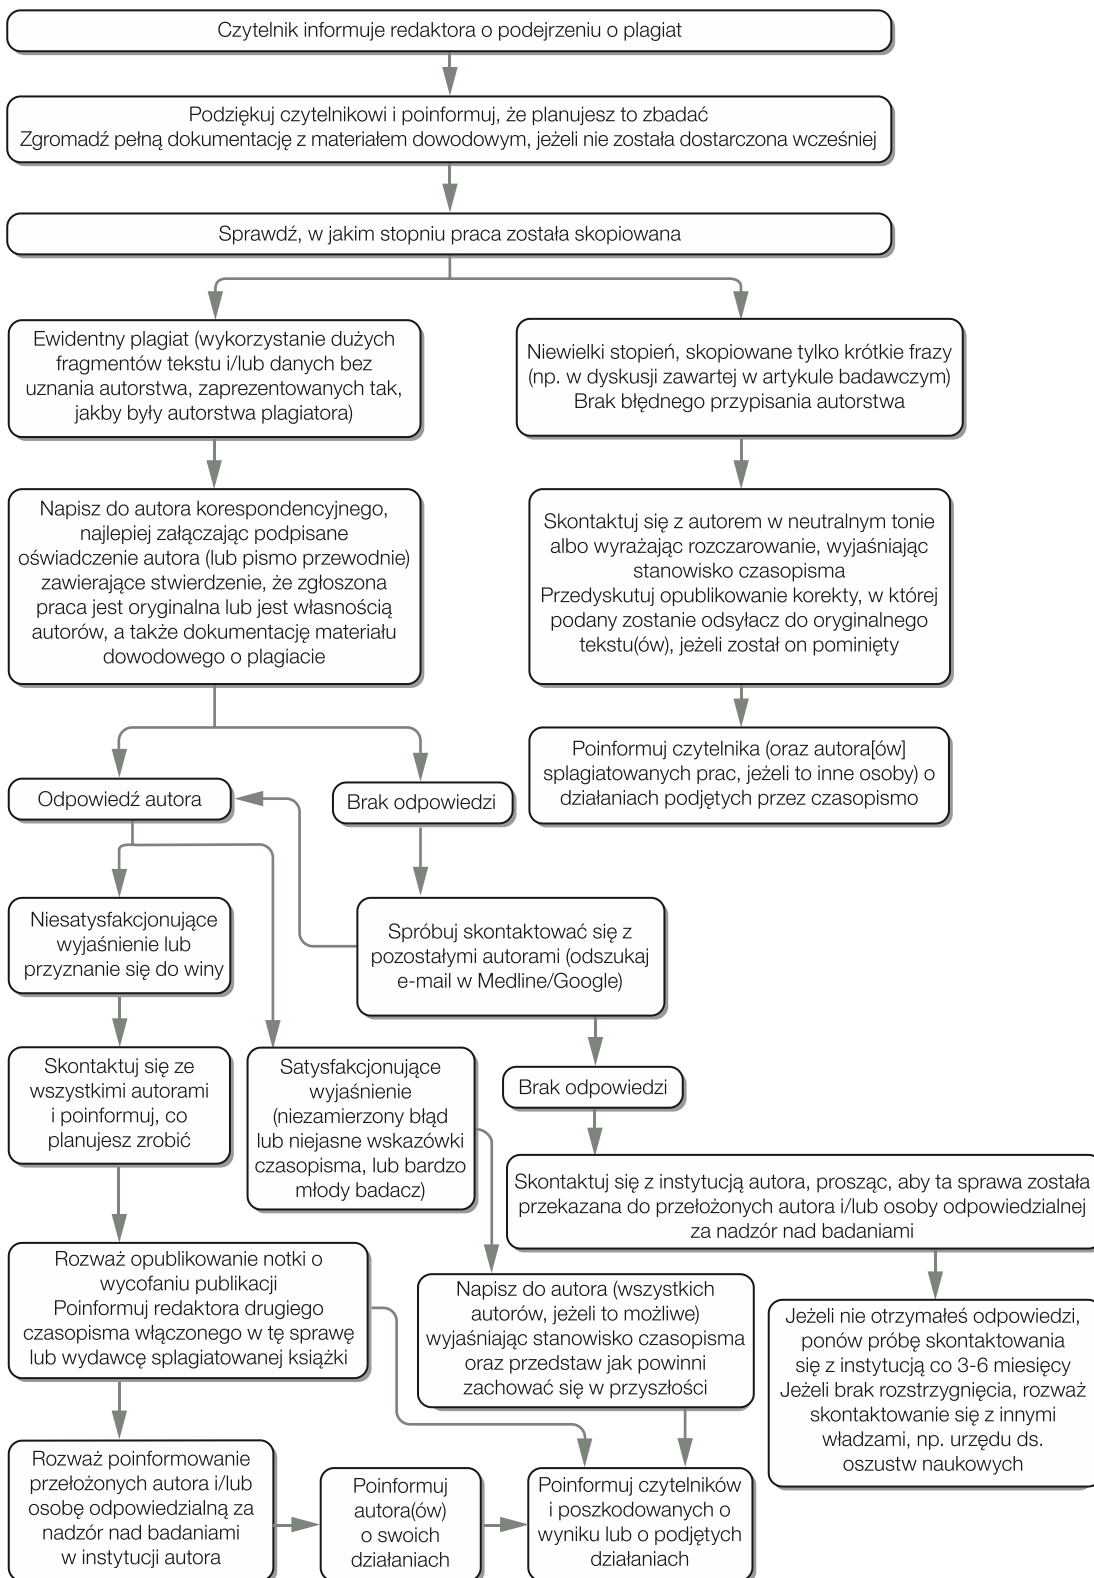 Czytelnik informuje redaktora o podejrzeniu o plagiat
Podziękuj czytelnikowi i poinformuj, że planujesz to zbadać
Zgromadź pełną dokumentację z materiałem dowodowym, jeżeli nie została dostarczona wcześniej
Sprawdź, w jakim stopniu praca została skopiowana
Ewidentny plagiat (wykorzystanie dużych
fragmentów tekstu i/lub danych bez
uznania autorstwa, zaprezentowanych tak,
jakby były autorstwa plagiatora)
Niewielki stopień, skopiowane tylko krótkie frazy
(np. w dyskusji zawartej w artykule badawczym)
Brak błędnego przypisania autorstwa
Napisz do autora korespondencyjnego,
najlepiej załączając podpisane
oświadczenie autora (lub pismo przewodnie)
zawierające stwierdzenie, że zgłoszona
praca jest oryginalna lub jest własnością
autorów, a także dokumentację materiału
dowodowego o plagiacie
Skontaktuj się z autorem w neutralnym tonie
albo wyrażając rozczarowanie, wyjaśniając
stanowisko czasopisma
Przedyskutuj opublikowanie korekty, w której
podany zostanie odsyłacz do oryginalnego
tekstu(ów), jeżeli został on pominięty
Poinformuj czytelnika (oraz autora[ów]
splagiatowanych prac, jeżeli to inne osoby) o
działaniach podjętych przez czasopismo
Odpowiedź autora
Brak odpowiedzi
Niesatysfakcjonujące
wyjaśnienie lub
przyznanie się do winy
Spróbuj skontaktować się z
pozostałymi autorami (odszukaj
e-mail w Medline/Google)
Skontaktuj się ze
wszystkimi autorami
i poinformuj, co
planujesz zrobić
Satysfakcjonujące
wyjaśnienie
(niezamierzony błąd
lub niejasne wskazówki
czasopisma, lub bardzo
młody badacz)
Brak odpowiedzi
Skontaktuj się z instytucją autora, prosząc, aby ta sprawa została
przekazana do przełożonych autora i/lub osoby odpowiedzialnej
za nadzór nad badaniami
Rozważ opublikowanie notki o
wycofaniu publikacji
Poinformuj redaktora drugiego
czasopisma włączonego w tę sprawę
lub wydawcę splagiatowanej książki
Napisz do autora (wszystkich
autorów, jeżeli to możliwe)
wyjaśniając stanowisko czasopisma
oraz przedstaw jak powinni
zachować się w przyszłości
Jeżeli nie otrzymałeś odpowiedzi,
ponów próbę skontaktowania
się z instytucją co 3-6 miesięcy
Jeżeli brak rozstrzygnięcia, rozważ
skontaktowanie się z innymi
władzami, np. urzędu ds.
oszustw naukowych
Rozważ poinformowanie
przełożonych autora i/lub
osobę odpowiedzialną za
nadzór nad badaniami
w instytucji autora
Poinformuj
autora(ów)
o swoich
działaniach
Poinformuj czytelników
i poszkodowanych o
wyniku lub o podjętych
działaniach